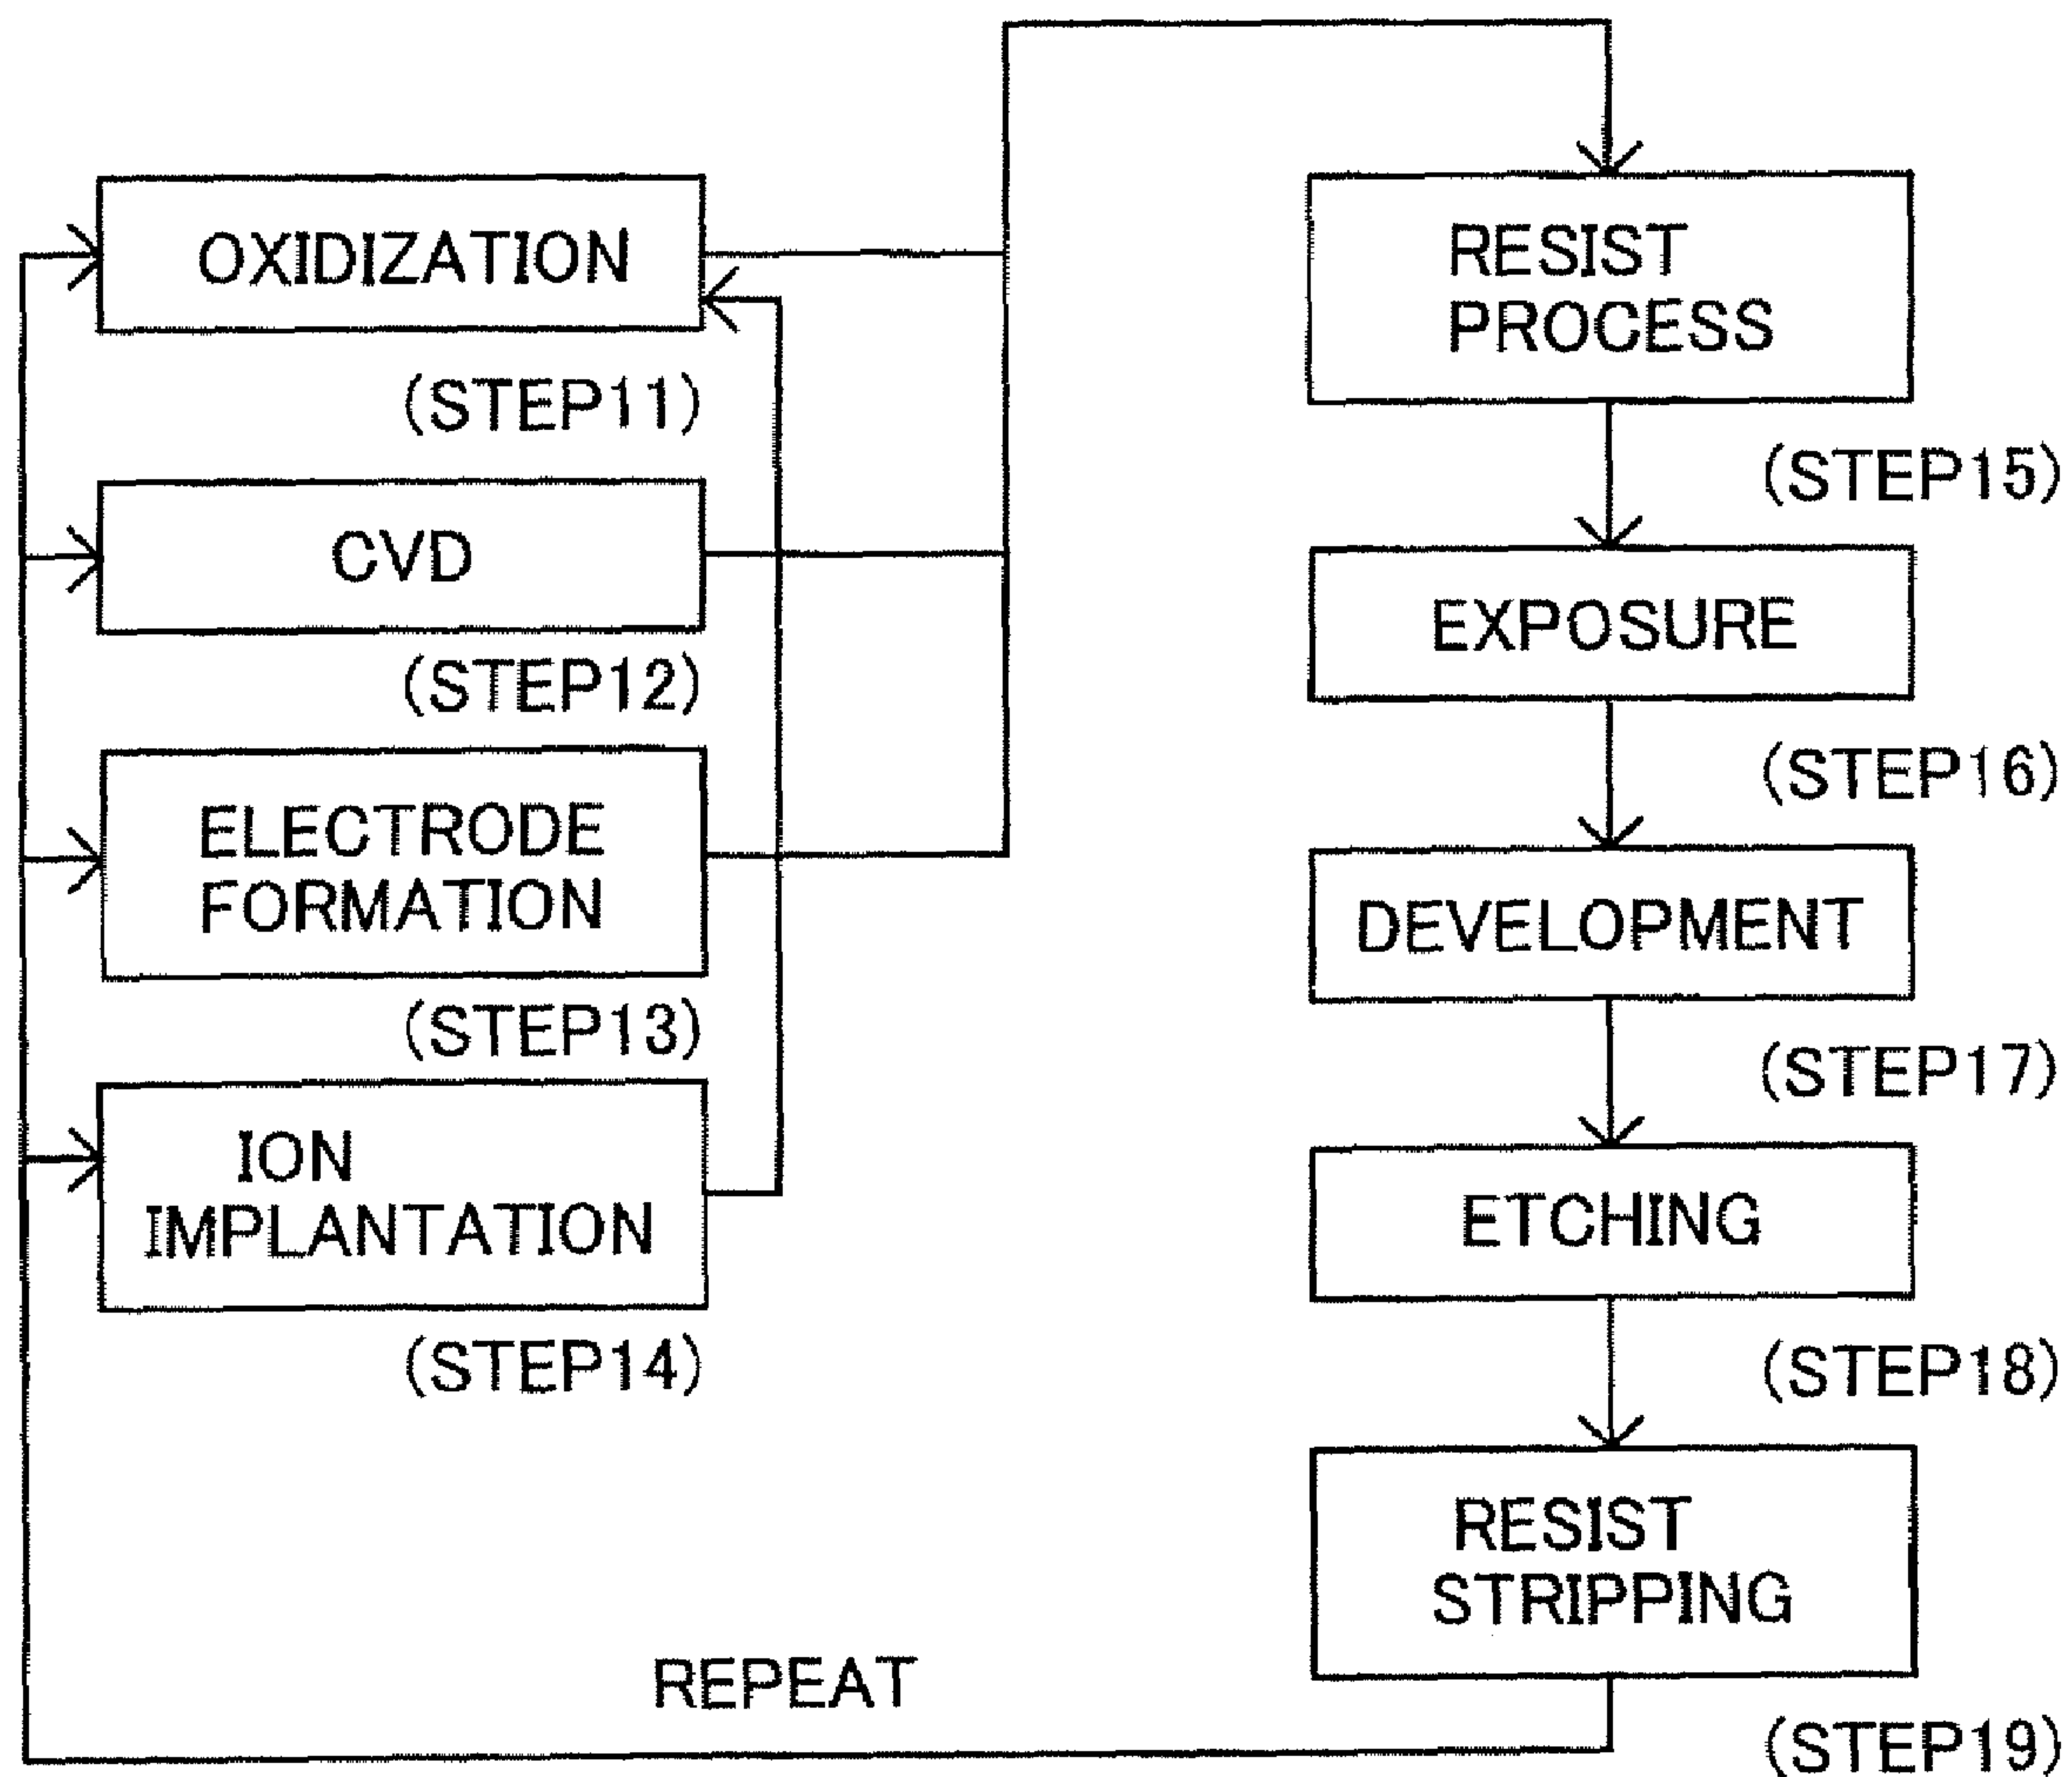 OXIDIZATION
(STEP11)
CVD
(STEP12)
ELECTRODE
FORMATION
(STEP13)
ION
IMPLANTATION
(STEP14)
RESIST
PROCESS
(STEP15)
EXPOSURE
(STEP16)
DEVELOPMENT
(STEP17)
ETCHING
(STEP18)
RESIST
STRIPPING
(STEP19)
REPEAT